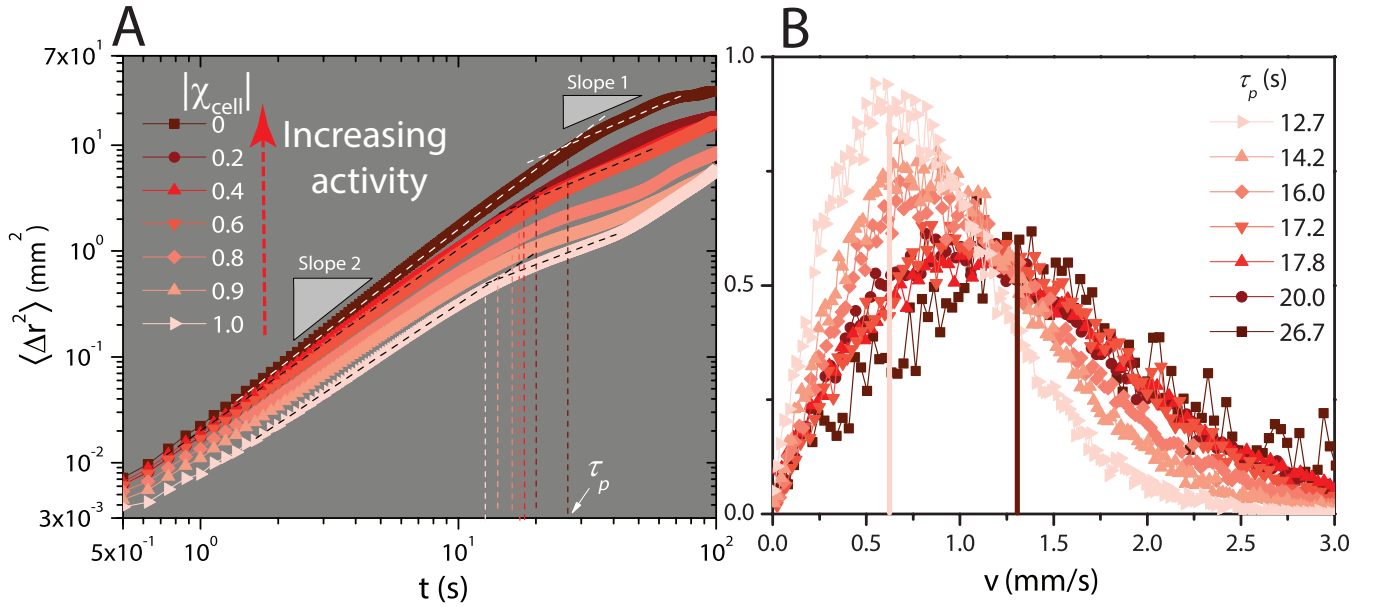 A
7x10¹
10¹
10⁰
10⁻¹
10⁻²
3x10⁻³
⟨Δr²⟩ (mm²)
|χcell|
0
0.2
0.4
0.6
0.8
0.9
1.0
Increasing
activity
Slope 1
Slope 2
τp
5x10⁻¹
10⁰
10¹
10²
t (s)
B
1.0
0.5
0.0
τp (s)
12.7
14.2
16.0
17.2
17.8
20.0
26.7
0.0
0.5
1.0
1.5
2.0
2.5
3.0
v (mm/s)